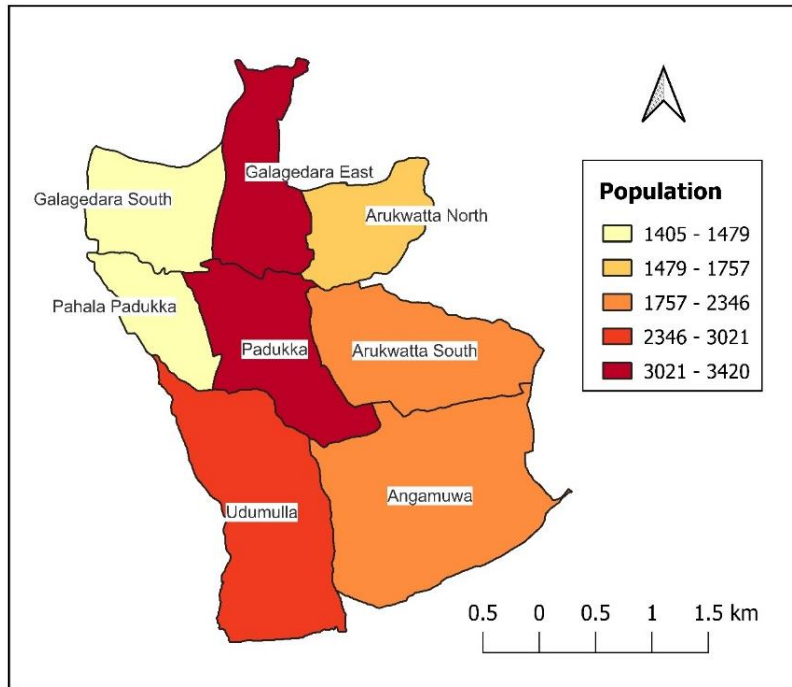 Galagedara East
Galagedara South
Arukwatta North
Pahala Padukka
Padukka
Arukwatta South
Udumulla
Angamuwa
Population
1405 - 1479
1479 - 1757
1757 - 2346
2346 - 3021
3021 - 3420
0.5 0 0.5 1 1.5 km